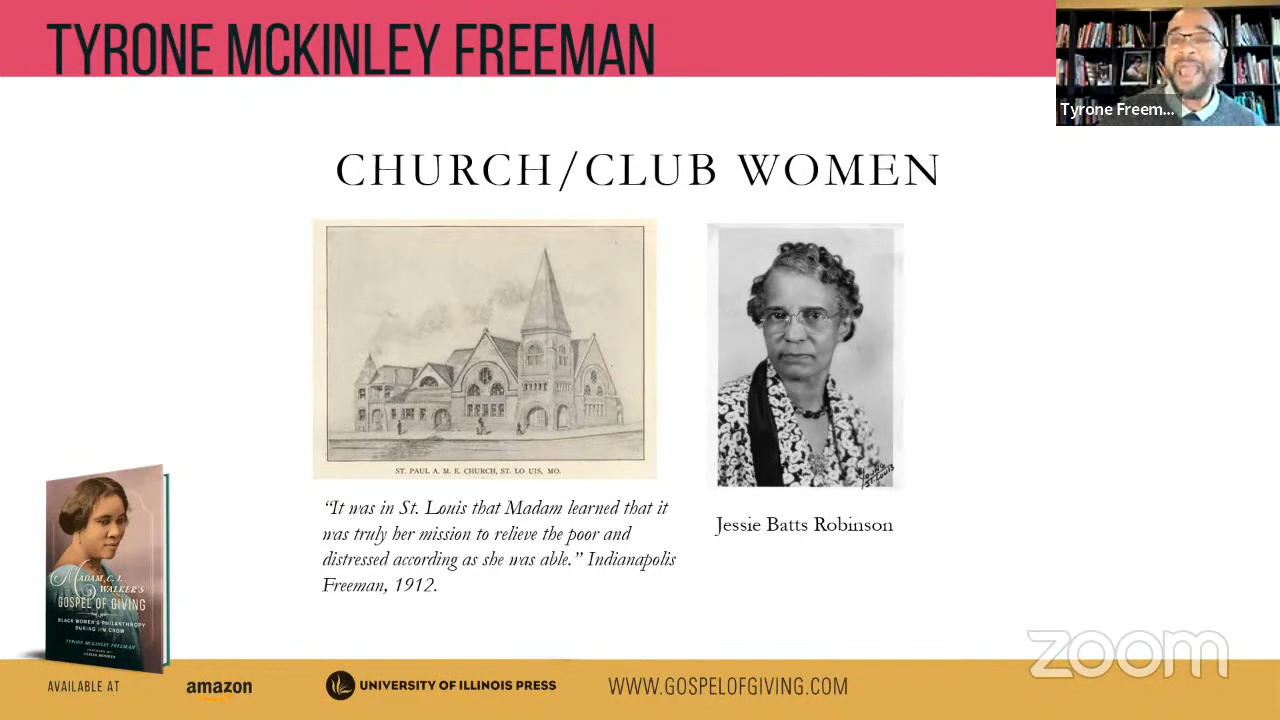 TYRONE MCKINLEY FREEMAN
Tyrone Freem...
CHURCH/CLUB WOMEN
ST. PAUL A. M. E. CHURCH, ST. LO UIS, MO.
“It was in St. Louis that Madam learned that it
was truly her mission to relieve the poor and
distressed according as she was able.” Indianapolis
Freeman, 1912.
Jessie Batts Robinson
MADAM C. J.
WALKER'S
GOSPEL OF GIVING
BLACK WOMEN'S PHILANTHROPY
DURING JIM CROW
TYRONE MCKINLEY FREEMAN
zoom
AVAILABLE AT
amazon
UNIVERSITY OF ILLINOIS PRESS
WWW.GOSPELOFGIVING.COM